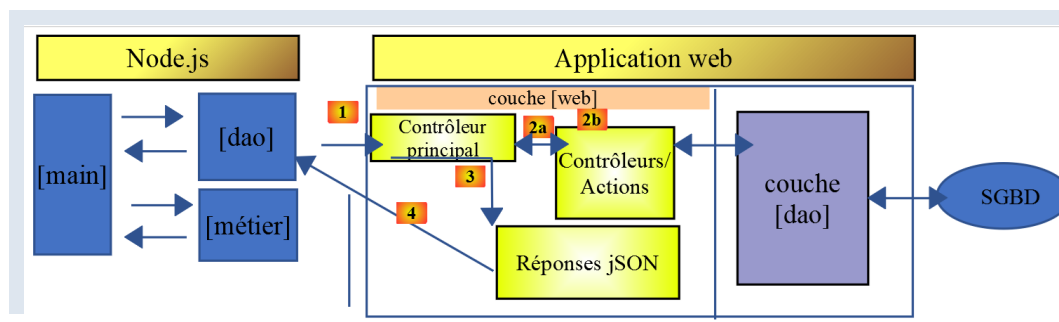 Node.js
Application web
couche [web]
[main]
[dao]
[métier]
1
Contrôleur
principal
2a
2b
Contrôleurs/
Actions
3
4
Réponses jSON
couche
[dao]
SGBD